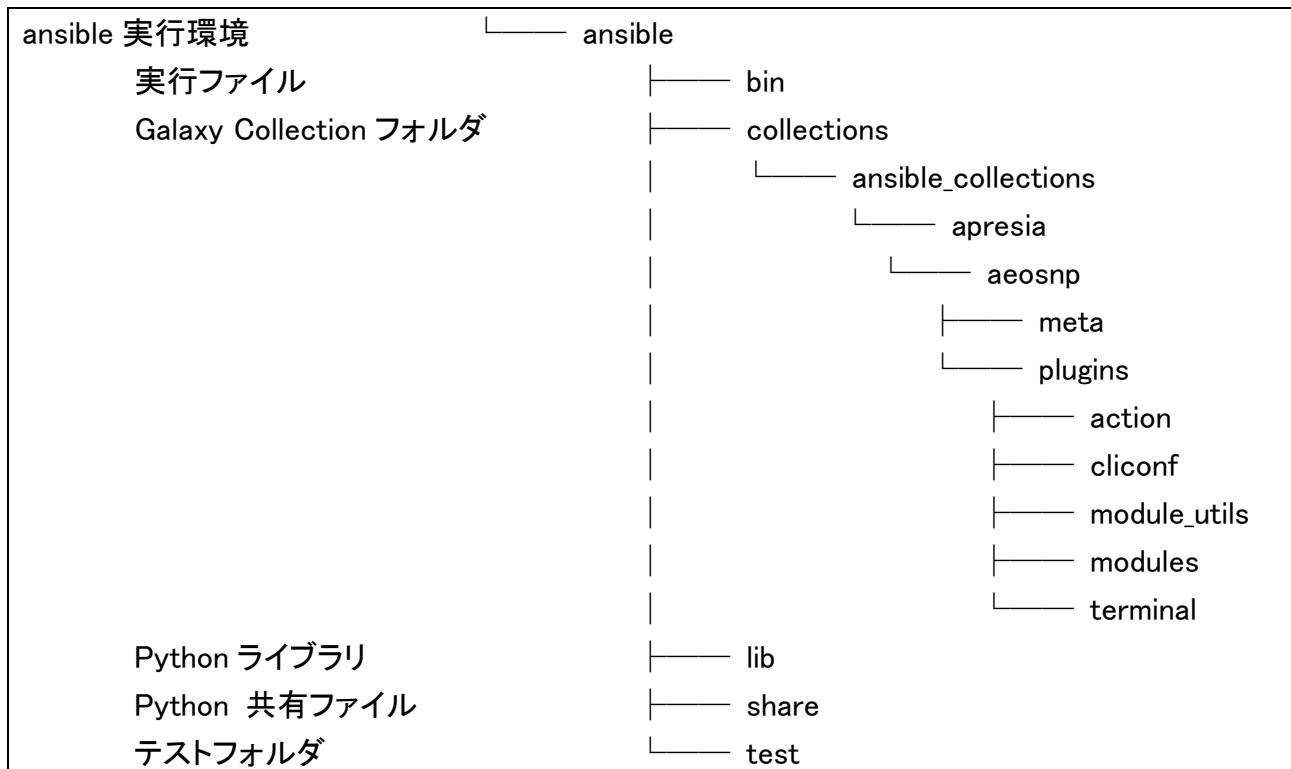 ansible 実行環境 └── ansible
実行ファイル ├── bin
Galaxy Collection フォルダ ├── collections
│ └── ansible_collections
│ └── apresia
│ └── aeosnp
│ ├── meta
│ └── plugins
│ ├── action
│ ├── cliconf
│ ├── module_utils
│ ├── modules
│ └── terminal
Python ライブラリ ├── lib
Python 共有ファイル ├── share
テストフォルダ └── test